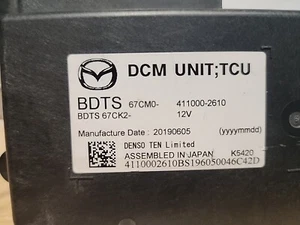 DCM UNIT;TCU
BDTS 67CM0- 411000-2610
BDTS 67CK2- 12V
Manufacture Date : 20190605 (yyyymmdd)
DENSO TEN Limited
ASSEMBLED IN JAPAN K5420
4110002610BS196050046C42D